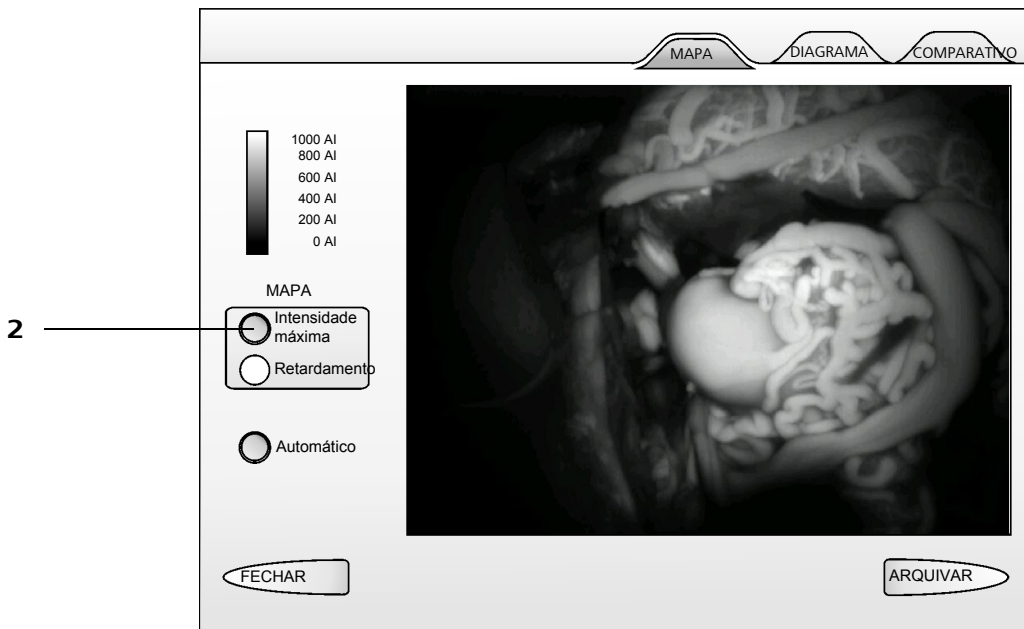 MAPA
DIAGRAMA
COMPARATIVO
1000 AI
800 AI
600 AI
400 AI
200 AI
0 AI
MAPA
2
Intensidade
máxima
Retardamento
Automático
FECHAR
ARQUIVAR